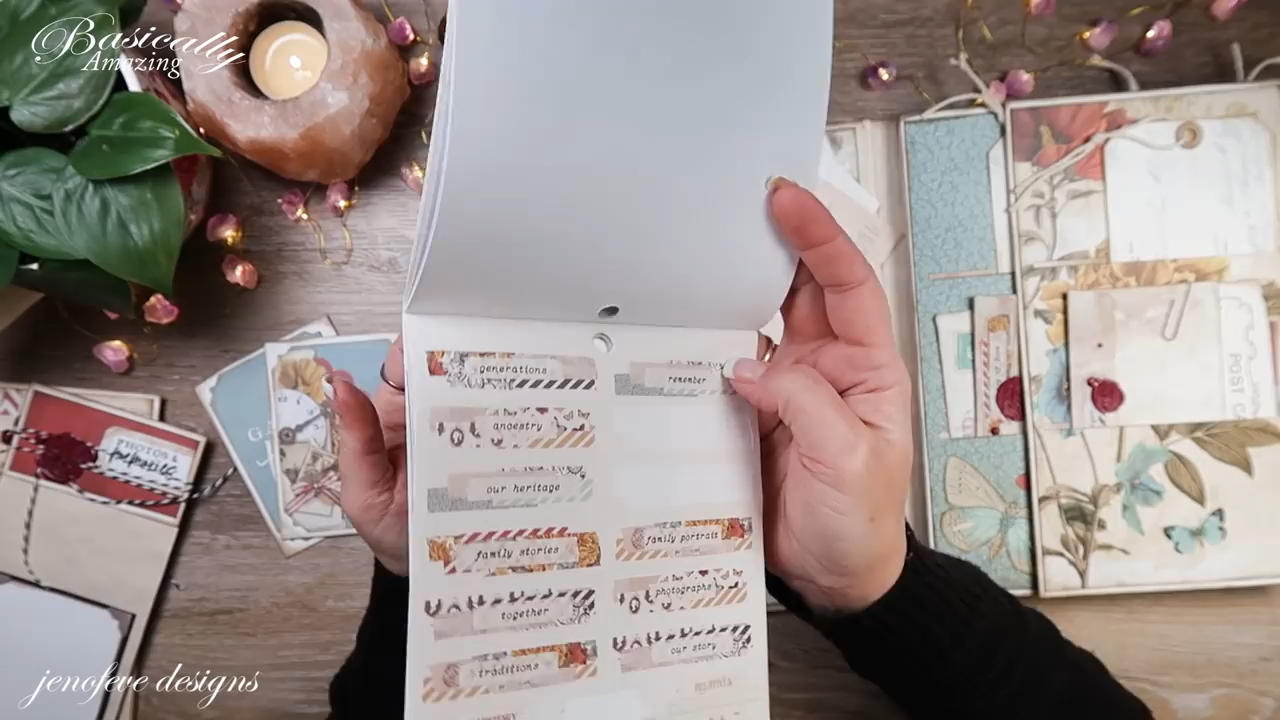 Basically
Amazing
generations
remember
ancestry
our heritage
family stories
family portrait
together
photographs
traditions
our story
PHOTOS &
POST
jenofeve designs